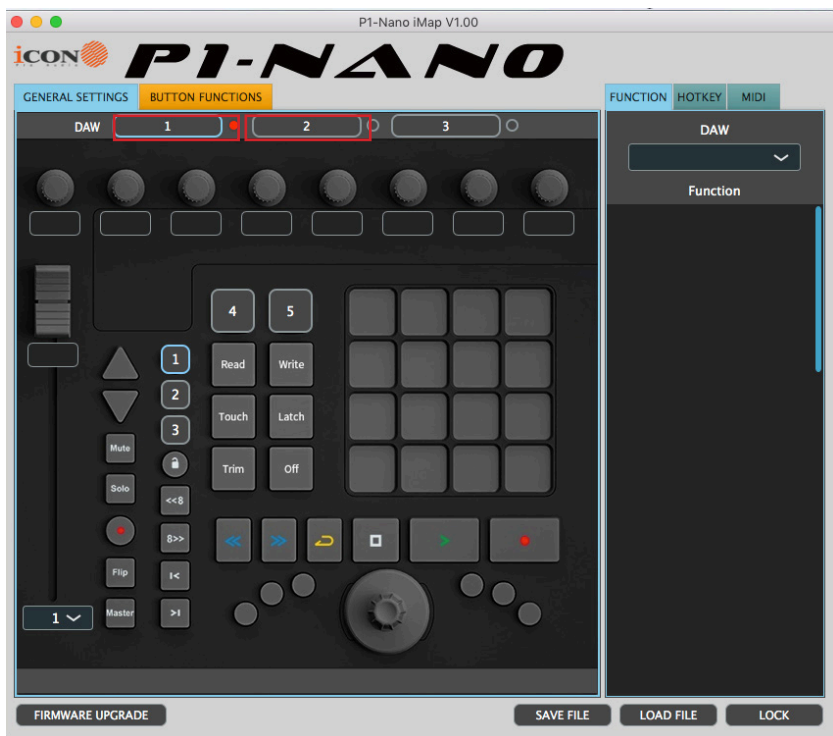 P1-Nano iMap V1.00
icon
Pro Audio
P1-NANO
GENERAL SETTINGS BUTTON FUNCTIONS
FUNCTION HOTKEY MIDI
DAW 1 2 3
DAW
Function
4 5
1
Read Write
2
Touch Latch
3
Mute
Trim Off
Solo
<<8
8>>
Flip
I<
1
Master
>I
FIRMWARE UPGRADE
SAVE FILE
LOAD FILE
LOCK